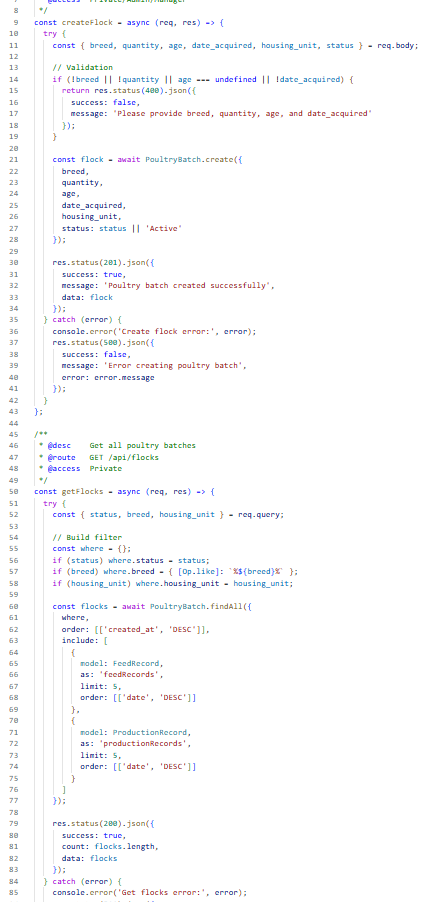 8 */
9 const createFlock = async (req, res) => {
10 try {
11 const { breed, quantity, age, date_acquired, housing_unit, status } = req.body;
12
13 // Validation
14 if (!breed || !quantity || age === undefined || !date_acquired) {
15 return res.status(400).json({
16 success: false,
17 message: 'Please provide breed, quantity, age, and date_acquired'
18 });
19 }
20
21 const flock = await PoultryBatch.create({
22 breed,
23 quantity,
24 age,
25 date_acquired,
26 housing_unit,
27 status: status || 'Active'
28 });
29
30 res.status(201).json({
31 success: true,
32 message: 'Poultry batch created successfully',
33 data: flock
34 });
35 } catch (error) {
36 console.error('Create flock error:', error);
37 res.status(500).json({
38 success: false,
39 message: 'Error creating poultry batch',
40 error: error.message
41 });
42 }
43 };
44
45 /**
46 * @desc Get all poultry batches
47 * @route GET /api/flocks
48 * @access Private
49 */
50 const getFlocks = async (req, res) => {
51 try {
52 const { status, breed, housing_unit } = req.query;
53
54 // Build filter
55 const where = {};
56 if (status) where.status = status;
57 if (breed) where.breed = { [Op.like]: `%${breed}%` };
58 if (housing_unit) where.housing_unit = housing_unit;
59
60 const flocks = await PoultryBatch.findAll({
61 where,
62 order: [['created_at', 'DESC']],
63 include: [
64 {
65 model: FeedRecord,
66 as: 'feedRecords',
67 limit: 5,
68 order: [['date', 'DESC']]
69 },
70 {
71 model: ProductionRecord,
72 as: 'productionRecords',
73 limit: 5,
74 order: [['date', 'DESC']]
75 }
76 ]
77 });
78
79 res.status(200).json({
80 success: true,
81 count: flocks.length,
82 data: flocks
83 });
84 } catch (error) {
85 console.error('Get flocks error:', error);